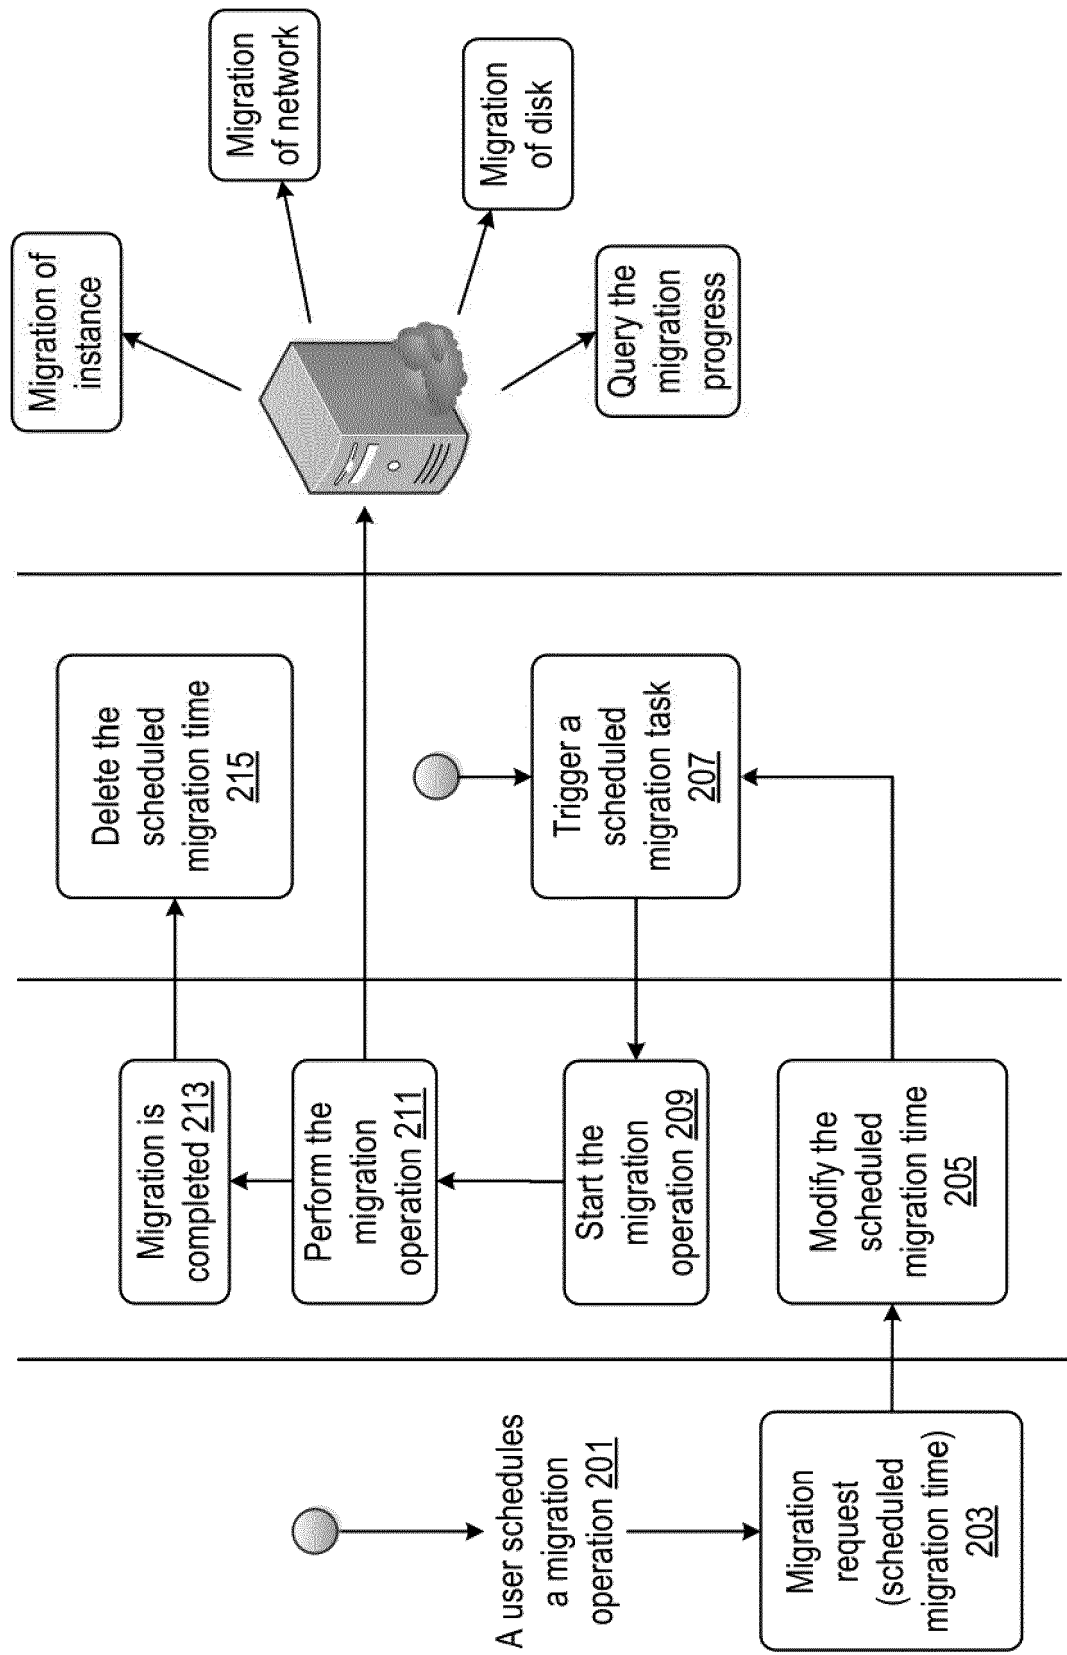 A user schedules
a migration
operation 201
Migration
request
(scheduled
migration time)
203
Migration is
completed 213
Perform the
migration
operation 211
Start the
migration
operation 209
Modify the
scheduled
migration time
205
Delete the
scheduled
migration time
215
Trigger a
scheduled
migration task
207
Migration of
instance
Migration
of network
Migration
of disk
Query the
migration
progress